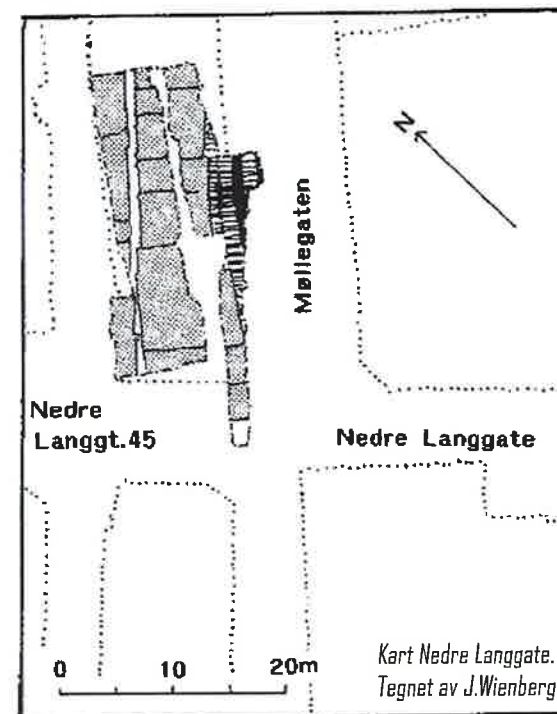 N
Møllegaten
Nedre
Langgt.45
Nedre Langgate
0 10 20m
Kart Nedre Langgate.
Tegnet av J.Wienberg